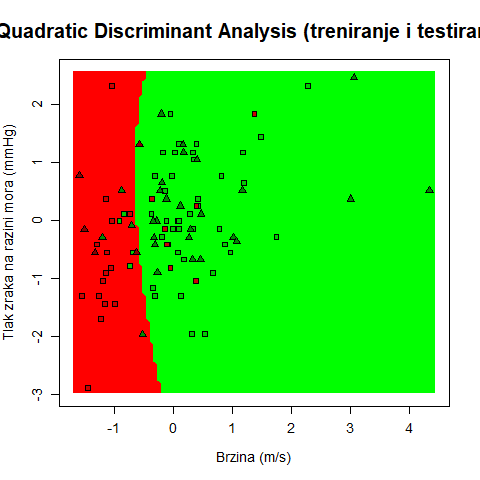 Quadratic Discriminant Analysis (treniranje i testiran
Tlak zraka na razini mora (mmHg)
2
1
0
-1
-2
-3
-1 0 1 2 3 4
Brzina (m/s)